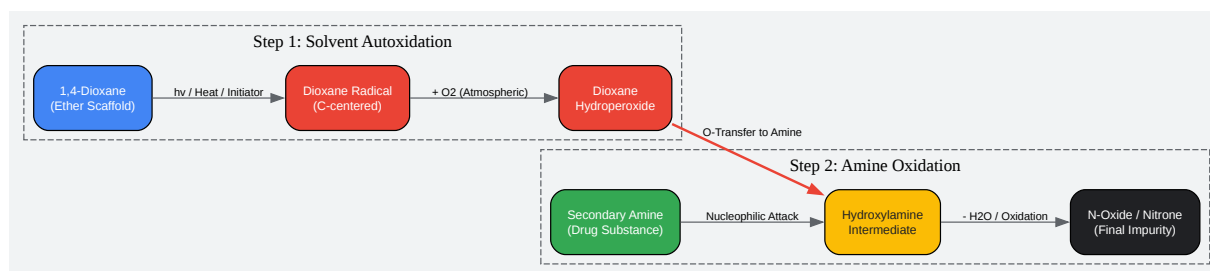 Step 1: Solvent Autoxidation
1,4-Dioxane
(Ether Scaffold)
hv / Heat / Initiator
Dioxane Radical
(C-centered)
+ O2 (Atmospheric)
Dioxane
Hydroperoxide
O-Transfer to Amine
Step 2: Amine Oxidation
Secondary Amine
(Drug Substance)
Nucleophilic Attack
Hydroxylamine
Intermediate
- H2O / Oxidation
N-Oxide / Nitrone
(Final Impurity)